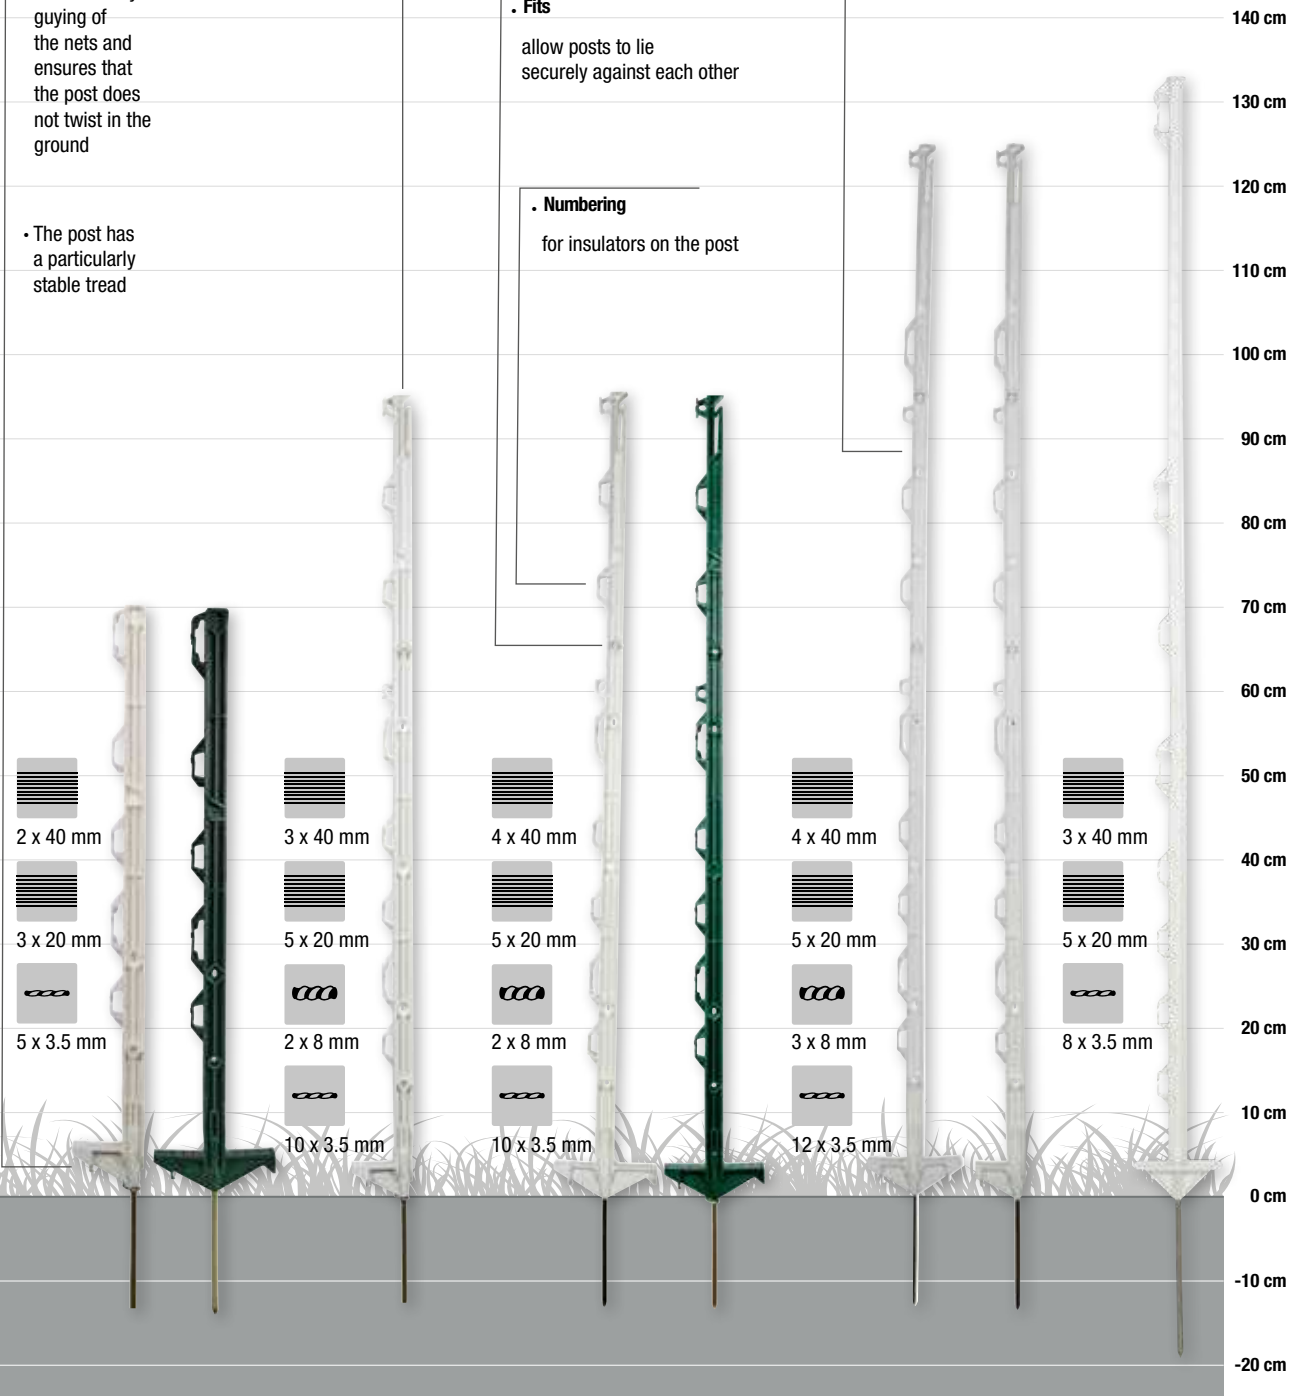 guying of
the nets and
ensures that
the post does
not twist in the
ground
• The post has
a particularly
stable tread
. Fits
allow posts to lie
securely against each other
. Numbering
for insulators on the post
2 x 40 mm
3 x 20 mm
5 x 3.5 mm
3 x 40 mm
5 x 20 mm
2 x 8 mm
10 x 3.5 mm
4 x 40 mm
5 x 20 mm
2 x 8 mm
10 x 3.5 mm
4 x 40 mm
5 x 20 mm
3 x 8 mm
12 x 3.5 mm
3 x 40 mm
5 x 20 mm
8 x 3.5 mm
140 cm
130 cm
120 cm
110 cm
100 cm
90 cm
80 cm
70 cm
60 cm
50 cm
40 cm
30 cm
20 cm
10 cm
0 cm
-10 cm
-20 cm